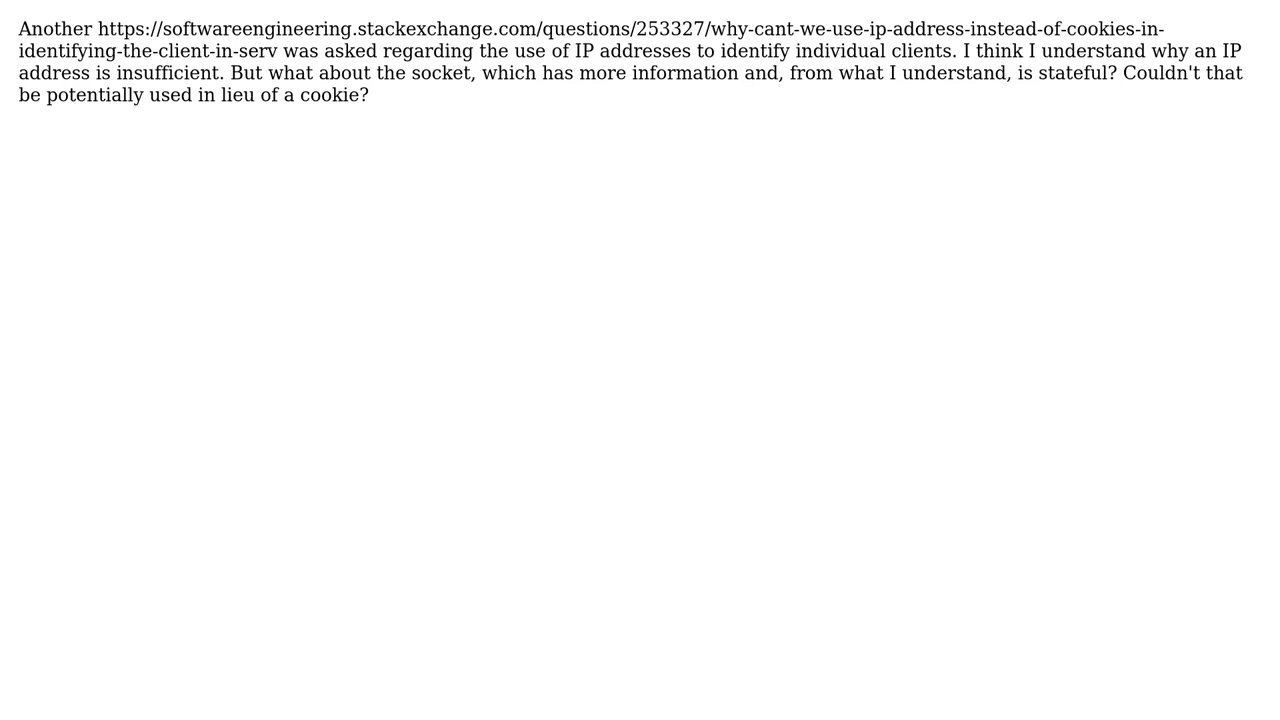 Another https://softwareengineering.stackexchange.com/questions/253327/why-cant-we-use-ip-address-instead-of-cookies-in-
identifying-the-client-in-serv was asked regarding the use of IP addresses to identify individual clients. I think I understand why an IP
address is insufficient. But what about the socket, which has more information and, from what I understand, is stateful? Couldn't that
be potentially used in lieu of a cookie?